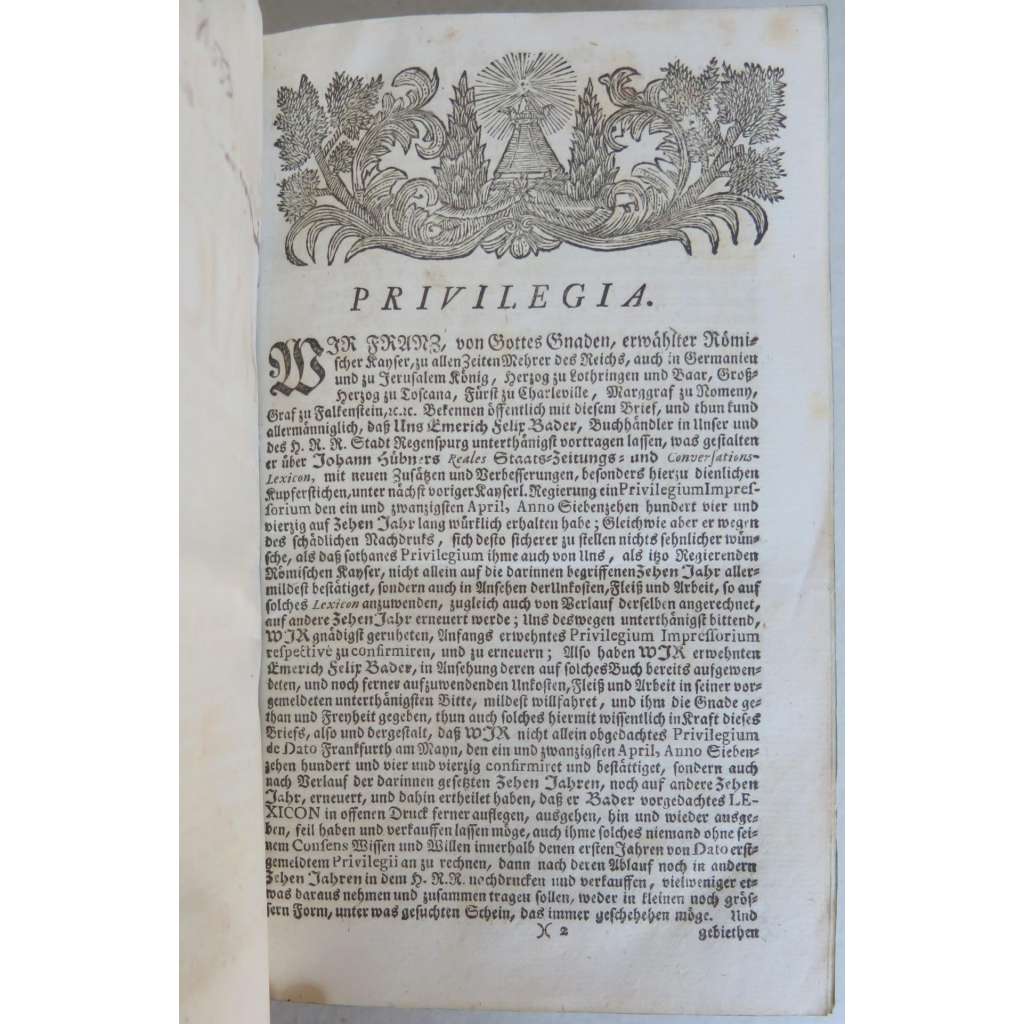 PRIVILEGIA.
WIR FRANZ, von Gottes Gnaden, erwählter Römi-
scher Kayser, zu allen Zeiten Mehrer des Reichs, auch in Germanien
und zu Jerusalem König, Herzog zu Lothringen und Baar, Groß-
Herzog zu Toscana, Fürst zu Charleville, Marggraf zu Nomeny,
Graf zu Falkenstein, ꝛc. ꝛc. Bekennen öffentlich mit diesem Brief, und thun kund
allermänniglich, daß Uns Emerich Felix Bader, Buchhändler in Unser und
des H. R. R. Stadt Regenspurg unterthänigst vortragen lassen, was gestalten
er über Johann Hübners Reales Staats-Zeitungs- und Conversations-
Lexicon, mit neuen Zusätzen und Verbesserungen, besonders hierzu dienlichen
Kupferstichen, unter nächst voriger Kayserl. Regierung ein Privilegium Impres-
sorium den ein und zwanzigsten April, Anno Siebenzehen hundert vier und
vierzig auf Zehen Jahr lang würklich erhalten habe; Gleichwie aber er wegen
des schädlichen Nachdruks, sich desto sicherer zu stellen nichts sehnlicher wün-
sche, als daß sothanes Privilegium ihme auch von Uns, als itzo Regierenden
Römischen Kayser, nicht allein auf die darinnen begriffenen Zehen Jahr aller-
mildest bestätiget, sondern auch in Ansehen der Unkosten, Fleiß und Arbeit, so auf
solches Lexicon anzuwenden, zugleich auch von Verlauf derselben angerechnet,
auf andere Zehen Jahr erneuert werde; Uns deswegen unterthänigst bittend,
WIR gnädigst geruheten, Anfangs erwehntes Privilegium Impressorium
respectivè zu confirmiren, und zu erneuern; Also haben WIR erwehnten
Emerich Felix Bader, in Ansehung deren auf solches Buch bereits aufgewen-
deten, und noch ferner aufzuwendenden Unkosten, Fleiß und Arbeit in seiner vor-
gemeldeten unterthänigsten Bitte, mildest willfahret, und ihm die Gnade ge-
than und Freyheit gegeben, thun auch solches hiermit wissentlich in Kraft dieses
Briefs, also und dergestalt, daß WIR nicht allein obgedachtes Privilegium
de Dato Frankfurth am Mayn, den ein und zwanzigsten April, Anno Sieben-
zehen hundert und vier und vierzig confirmiret und bestättiget, sondern auch
nach Verlauf der darinnen gesetzten Zehen Jahren, noch auf andere Zehen
Jahr, erneuert, und dahin ertheilet haben, daß er Bader vorgedachtes LE-
XICON in offenen Druck ferner auflegen, ausgehen, hin und wieder ausge-
ben, feil haben und verkauffen lassen möge, auch ihme solches niemand ohne sei-
nem Consens Wissen und Willen innerhalb denen ersten Jahren von Dato erst-
gemeldtem Privilegii an zu rechnen, dann nach deren Ablauf noch in andern
Zehen Jahren in dem H. R. R. nachdrucken und verkauffen, vielweniger et-
was daraus nehmen und zusammen tragen sollen, weder in kleinen noch grös-
sern Form, unter was gesuchten Schein, das immer geschehehen möge. Und
)( 2 gebiethen